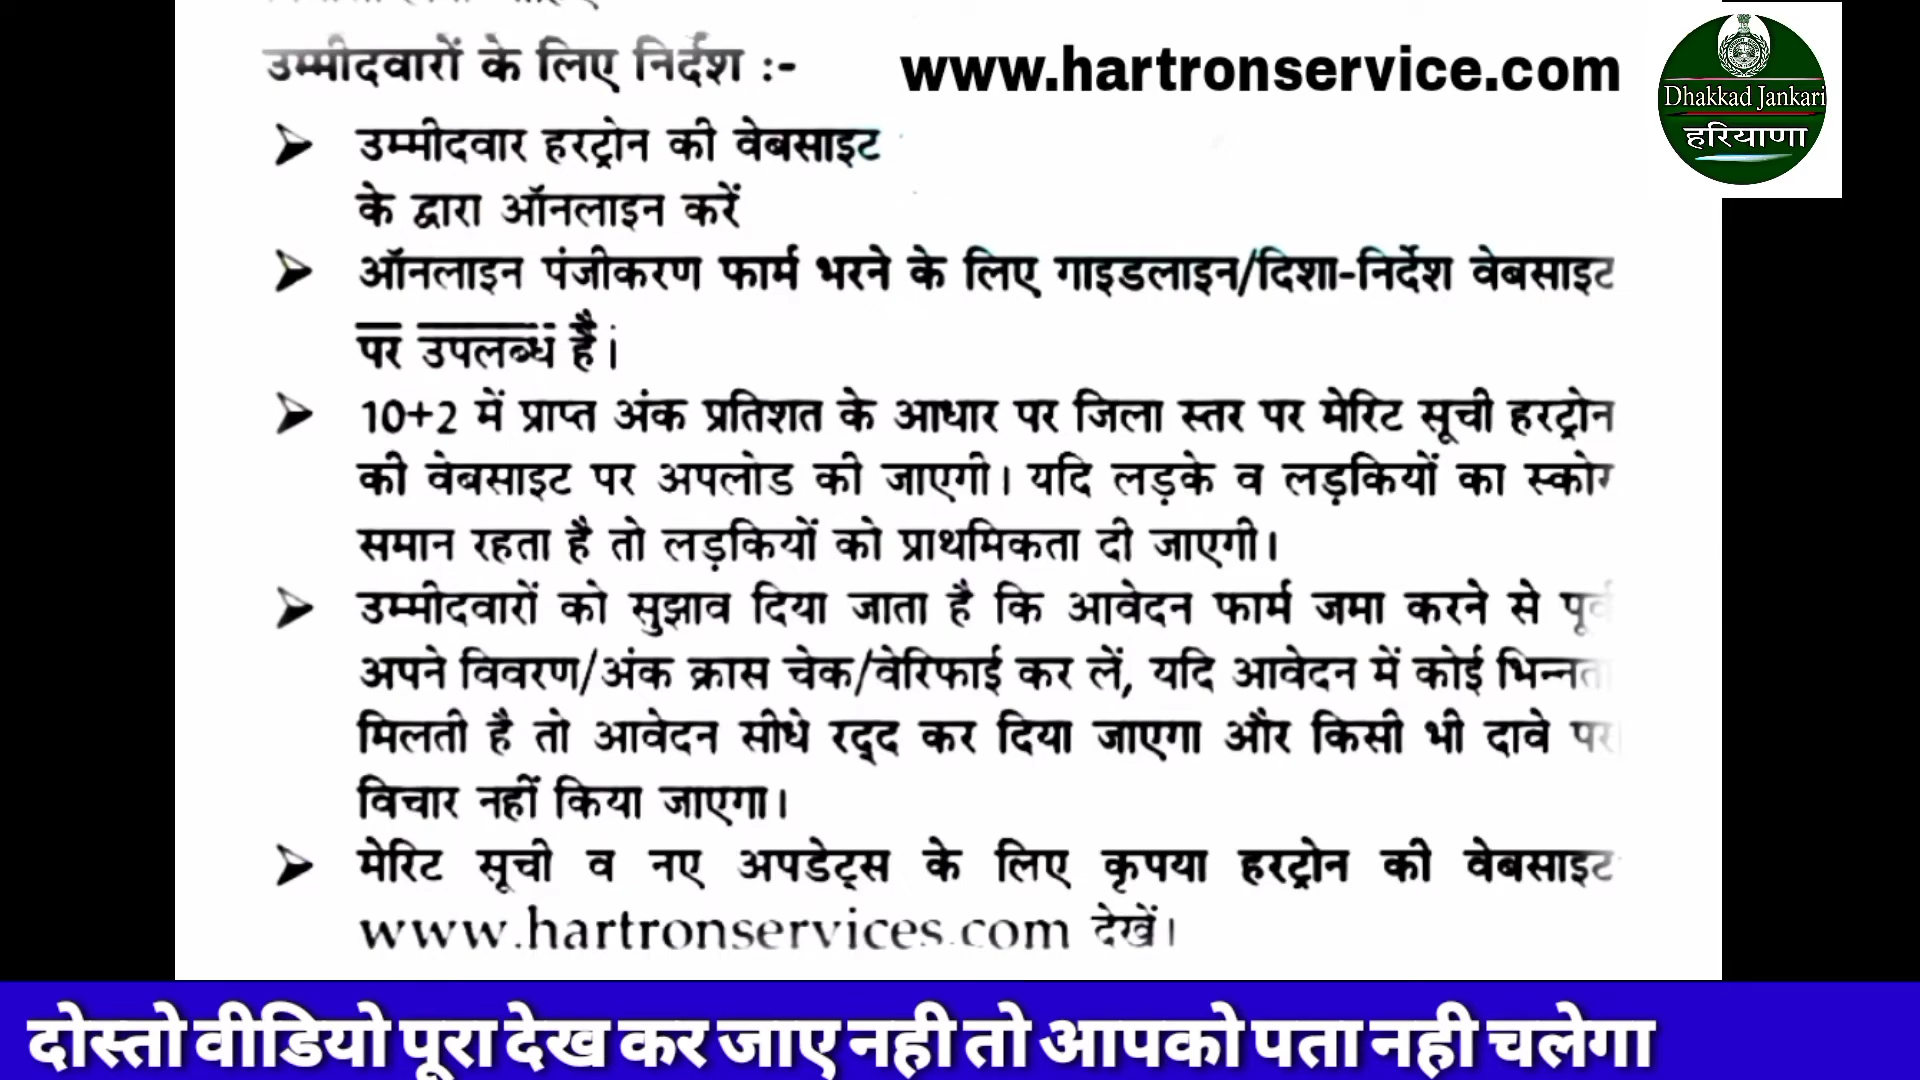 उम्मीदवारों के लिए निर्देश :-
www.hartronservice.com
Dhakkad Jankari
हरियाणा
➤ उम्मीदवार हरट्रोन की वेबसाइट
के द्वारा ऑनलाइन करें
➤ ऑनलाइन पंजीकरण फार्म भरने के लिए गाइडलाइन/दिशा-निर्देश वेबसाइट
पर उपलब्ध हैं।
➤ 10+2 में प्राप्त अंक प्रतिशत के आधार पर जिला स्तर पर मेरिट सूची हरट्रोन
की वेबसाइट पर अपलोड की जाएगी। यदि लड़के व लड़कियों का स्कोर
समान रहता है तो लड़कियों को प्राथमिकता दी जाएगी।
➤ उम्मीदवारों को सुझाव दिया जाता है कि आवेदन फार्म जमा करने से पूर्व
अपने विवरण/अंक क्रास चेक/वेरिफाई कर लें, यदि आवेदन में कोई भिन्नता
मिलती है तो आवेदन सीधे रद्द कर दिया जाएगा और किसी भी दावे पर
विचार नहीं किया जाएगा।
➤ मेरिट सूची व नए अपडेट्स के लिए कृपया हरट्रोन की वेबसाइट
www.hartronservices.com देखें।
दोस्तो वीडियो पूरा देख कर जाए नही तो आपको पता नही चलेगा